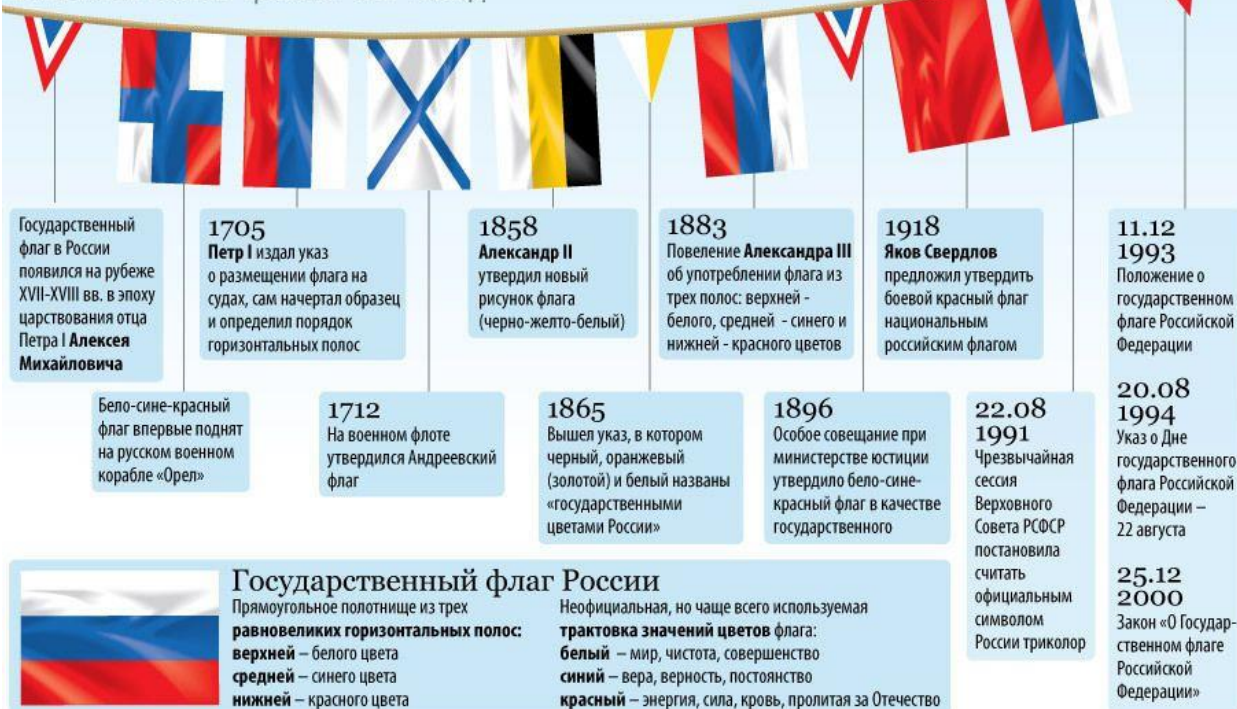 Государственный
флаг в России
появился на рубеже
XVII-XVIII вв. в эпоху
царствования отца
Петра I Алексея
Михайловича
Бело-сине-красный
флаг впервые поднят
на русском военном
корабле «Орел»
1705
Петр I издал указ
о размещении флага на
судах, сам начертал образец
и определил порядок
горизонтальных полос
1712
На военном флоте
утвердился Андреевский
флаг
1858
Александр II
утвердил новый
рисунок флага
(черно-желто-белый)
1865
Вышел указ, в котором
черный, оранжевый
(золотой) и белый названы
«государственными
цветами России»
1883
Повеление Александра III
об употреблении флага из
трех полос: верхней -
белого, средней - синего и
нижней - красного цветов
1896
Особое совещание при
министерстве юстиции
утвердило бело-сине-
красный флаг в качестве
государственного
1918
Яков Свердлов
предложил утвердить
боевой красный флаг
национальным
российским флагом
22.08
1991
Чрезвычайная
сессия
Верховного
Совета РСФСР
постановила
считать
официальным
символом
России триколор
11.12
1993
Положение о
государственном
флаге Российской
Федерации
20.08
1994
Указ о Дне
государственного
флага Российской
Федерации –
22 августа
25.12
2000
Закон «О Государ-
ственном флаге
Российской
Федерации»
Государственный флаг России
Прямоугольное полотнище из трех
равновеликих горизонтальных полос:
верхней – белого цвета
средней – синего цвета
нижней – красного цвета
Неофициальная, но чаще всего используемая
трактовка значений цветов флага:
белый – мир, чистота, совершенство
синий – вера, верность, постоянство
красный – энергия, сила, кровь, пролитая за Отечество